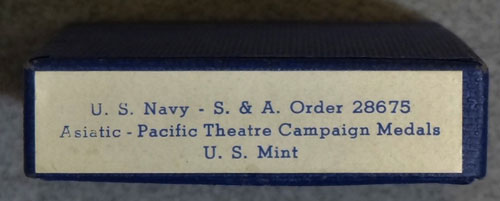 U. S. Navy - S. & A. Order 28675
Asiatic - Pacific Theatre Campaign Medals
U. S. Mint